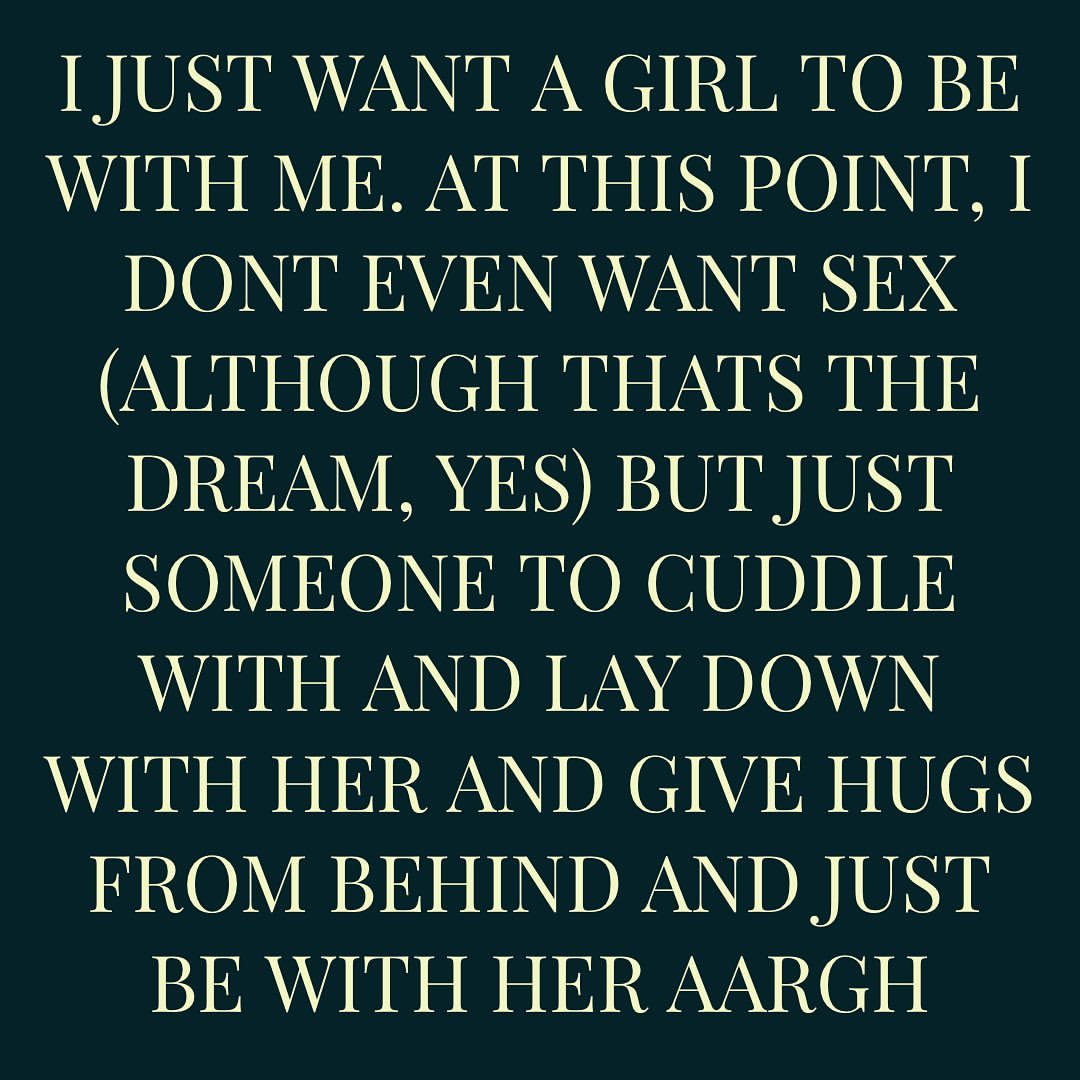 I JUST WANT A GIRL TO BE
WITH ME. AT THIS POINT, I
DONT EVEN WANT SEX
(ALTHOUGH THATS THE
DREAM, YES) BUT JUST
SOMEONE TO CUDDLE
WITH AND LAY DOWN
WITH HER AND GIVE HUGS
FROM BEHIND AND JUST
BE WITH HER AARGH